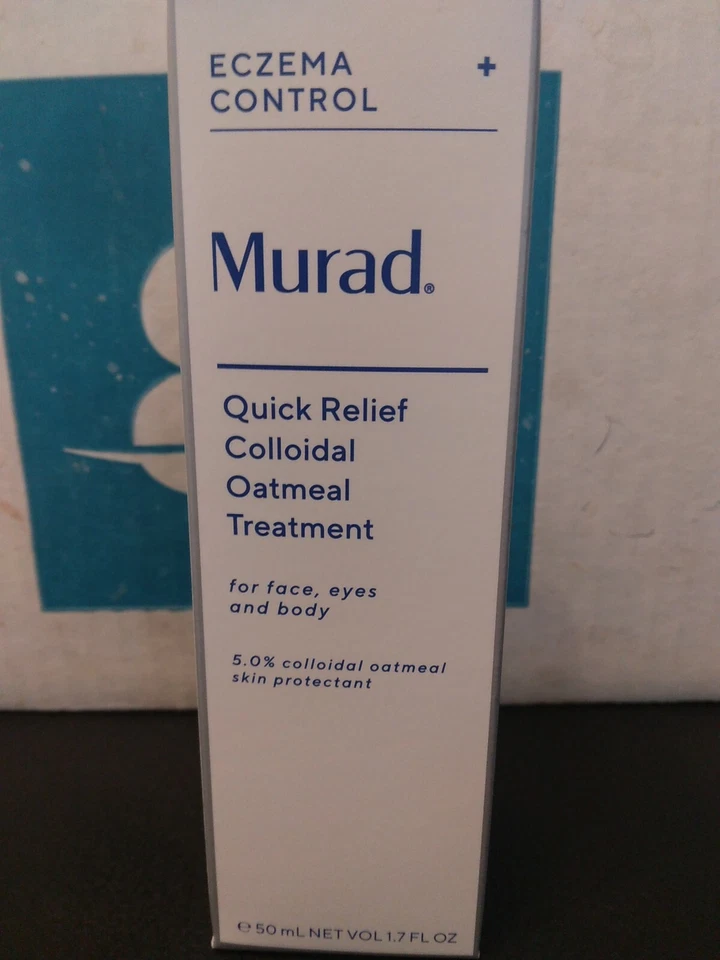 ECZEMA +
CONTROL
Murad®
Quick Relief
Colloidal
Oatmeal
Treatment
for face, eyes
and body
5.0% colloidal oatmeal
skin protectant
℮ 50 mL NET VOL 1.7 FL OZ